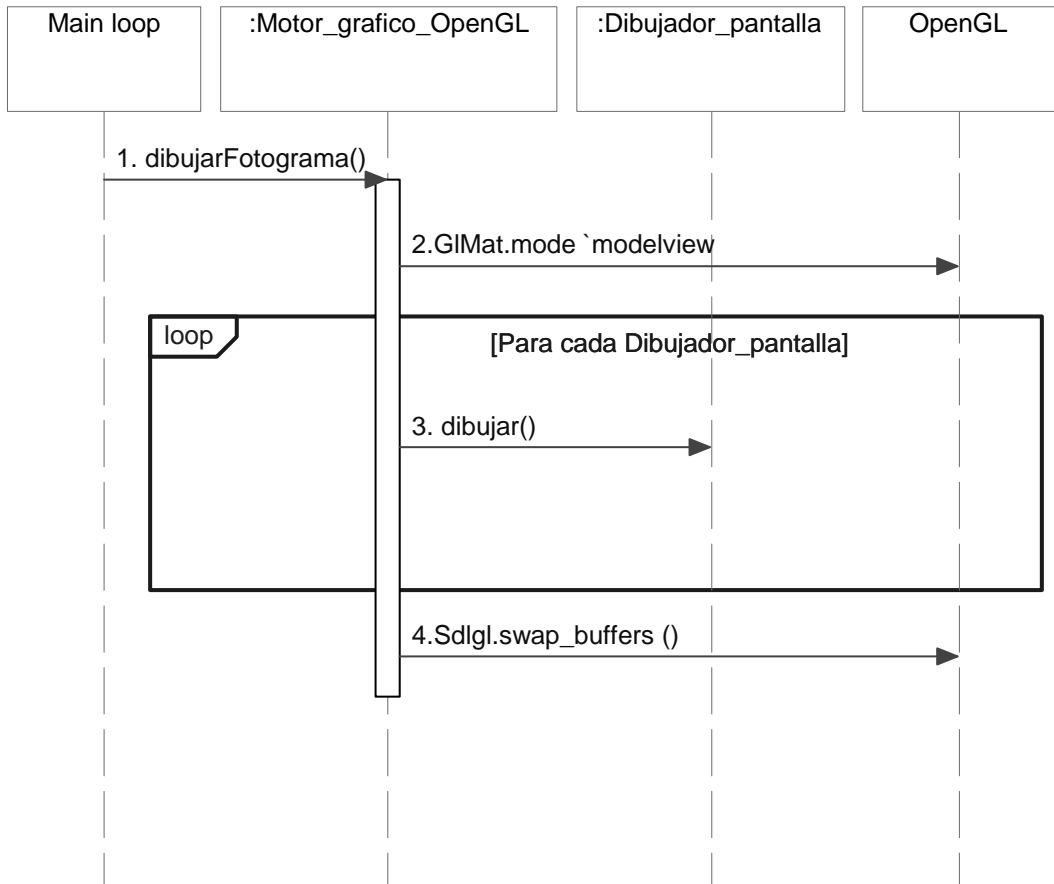 Main loop
:Motor_grafico_OpenGL
:Dibujador_pantalla
OpenGL
1. dibujarFotograma()
2.GlMat.mode `modelview
loop
[Para cada Dibujador_pantalla]
3. dibujar()
4.Sdlgl.swap_buffers ()